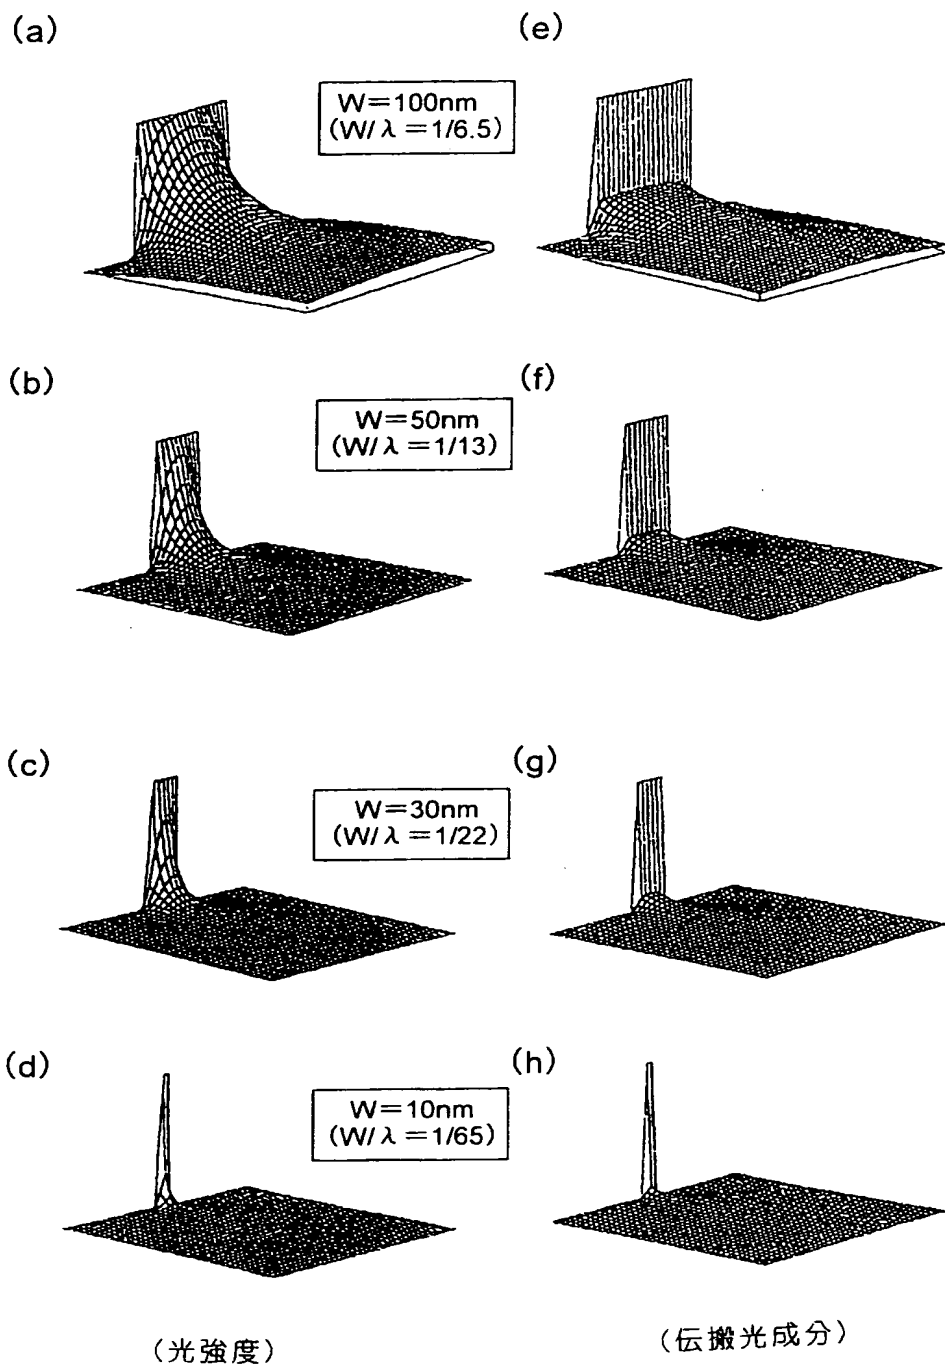 (a)
(e)
W=100nm
(W/λ=1/6.5)
(b)
(f)
W=50nm
(W/λ=1/13)
(c)
(g)
W=30nm
(W/λ=1/22)
(d)
(h)
W=10nm
(W/λ=1/65)
(光強度)
(伝搬光成分)